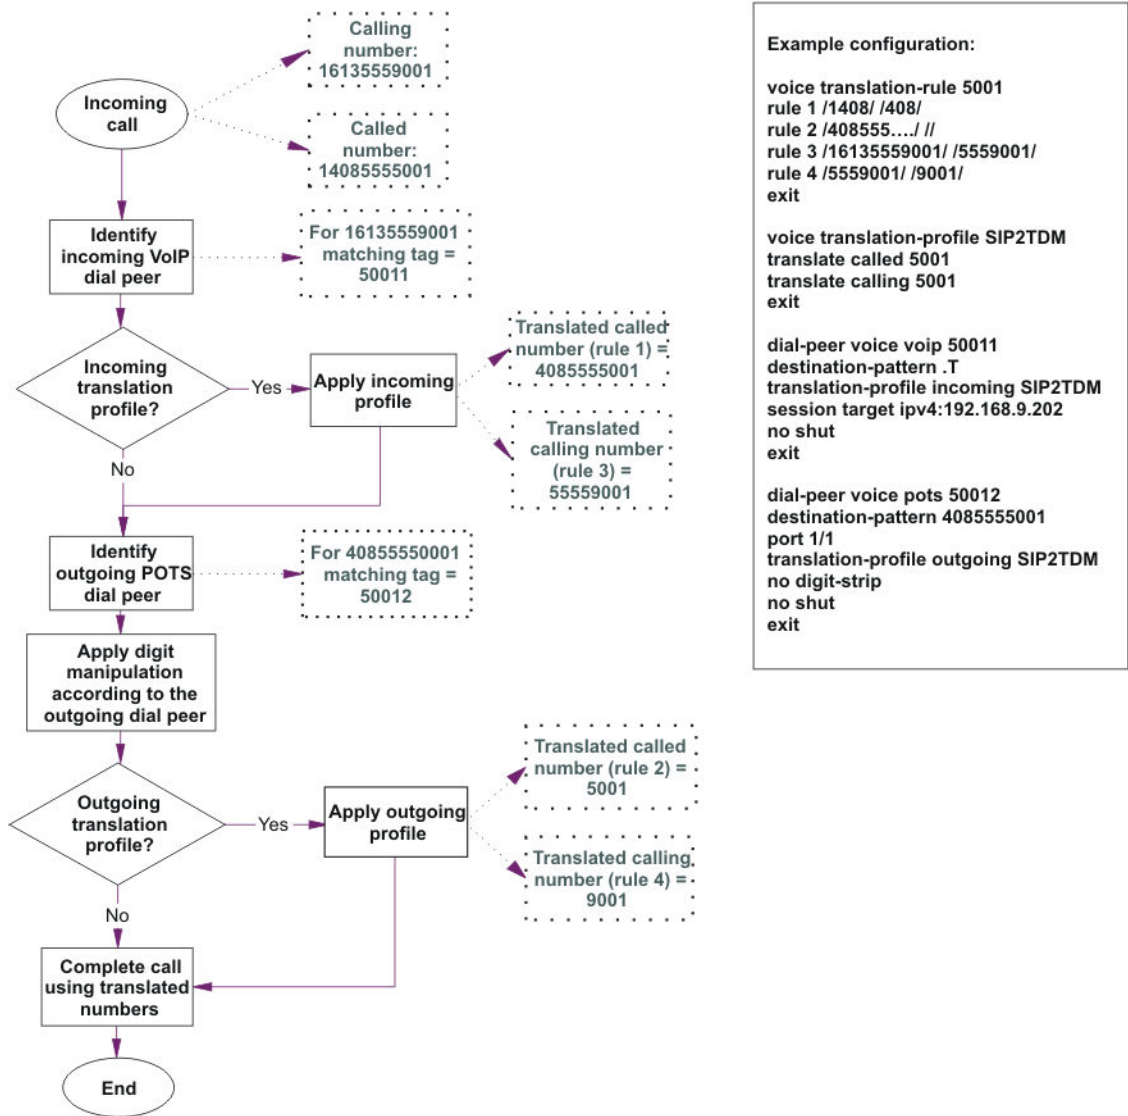 Incoming
call
Calling
number:
16135559001
Called
number:
14085555001
Identify
incoming VoIP
dial peer
For 16135559001
matching tag =
50011
Incoming
translation
profile?
Yes
Apply incoming
profile
Translated called
number (rule 1) =
4085555001
Translated
calling number
(rule 3) =
55559001
No
Identify
outgoing POTS
dial peer
For 40855550001
matching tag =
50012
Apply digit
manipulation
according to the
outgoing dial peer
Outgoing
translation
profile?
Yes
Apply outgoing
profile
Translated called
number (rule 2) =
5001
Translated calling
number (rule 4) =
9001
No
Complete call
using translated
numbers
End
Example configuration:
voice translation-rule 5001
rule 1 /1408/ /408/
rule 2 /408555…./ //
rule 3 /16135559001/ /5559001/
rule 4 /5559001/ /9001/
exit
voice translation-profile SIP2TDM
translate called 5001
translate calling 5001
exit
dial-peer voice voip 50011
destination-pattern .T
translation-profile incoming SIP2TDM
session target ipv4:192.168.9.202
no shut
exit
dial-peer voice pots 50012
destination-pattern 4085555001
port 1/1
translation-profile outgoing SIP2TDM
no digit-strip
no shut
exit